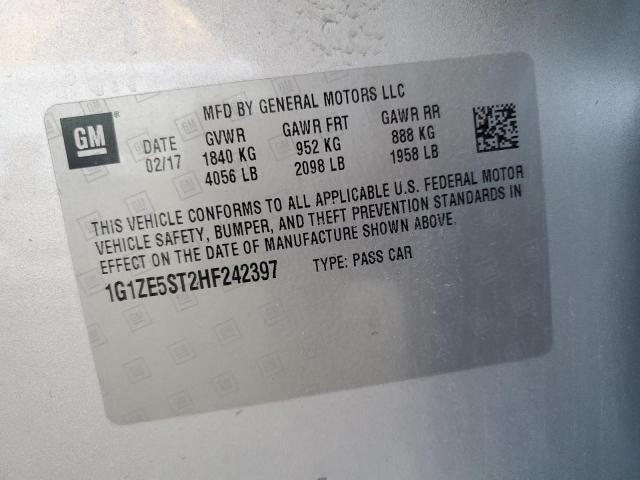 GM
MFD BY GENERAL MOTORS LLC
DATE GVWR GAWR FRT GAWR RR
02/17 1840 KG 952 KG 888 KG
4056 LB 2098 LB 1958 LB
THIS VEHICLE CONFORMS TO ALL APPLICABLE U.S. FEDERAL MOTOR
VEHICLE SAFETY, BUMPER, AND THEFT PREVENTION STANDARDS IN
EFFECT ON THE DATE OF MANUFACTURE SHOWN ABOVE.
1G1ZE5ST2HF242397 TYPE: PASS CAR